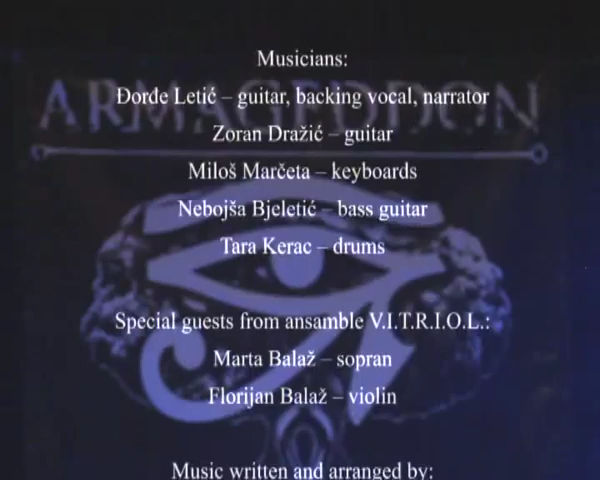 ARMAGEDDON
Musicians:
Đorđe Letić – guitar, backing vocal, narrator
Zoran Dražić – guitar
Miloš Marčeta – keyboards
Nebojša Bjeletić – bass guitar
Tara Kerac – drums
Special guests from ansamble V.I.T.R.I.O.L.:
Marta Balaž – sopran
Florijan Balaž – violin
Music written and arranged by: